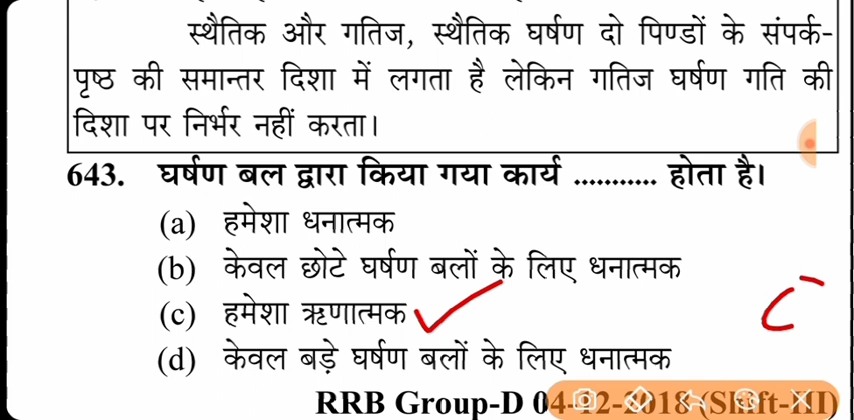 स्थैतिक और गतिज, स्थैतिक घर्षण दो पिण्डों के संपर्क-
पृष्ठ की समान्तर दिशा में लगता है लेकिन गतिज घर्षण गति की
दिशा पर निर्भर नहीं करता।
643. घर्षण बल द्वारा किया गया कार्य ............ होता है।
(a) हमेशा धनात्मक
(b) केवल छोटे घर्षण बलों के लिए धनात्मक
(c) हमेशा ऋणात्मक
(d) केवल बड़े घर्षण बलों के लिए धनात्मक
RRB Group-D 04-12-2018 (Shift-III)